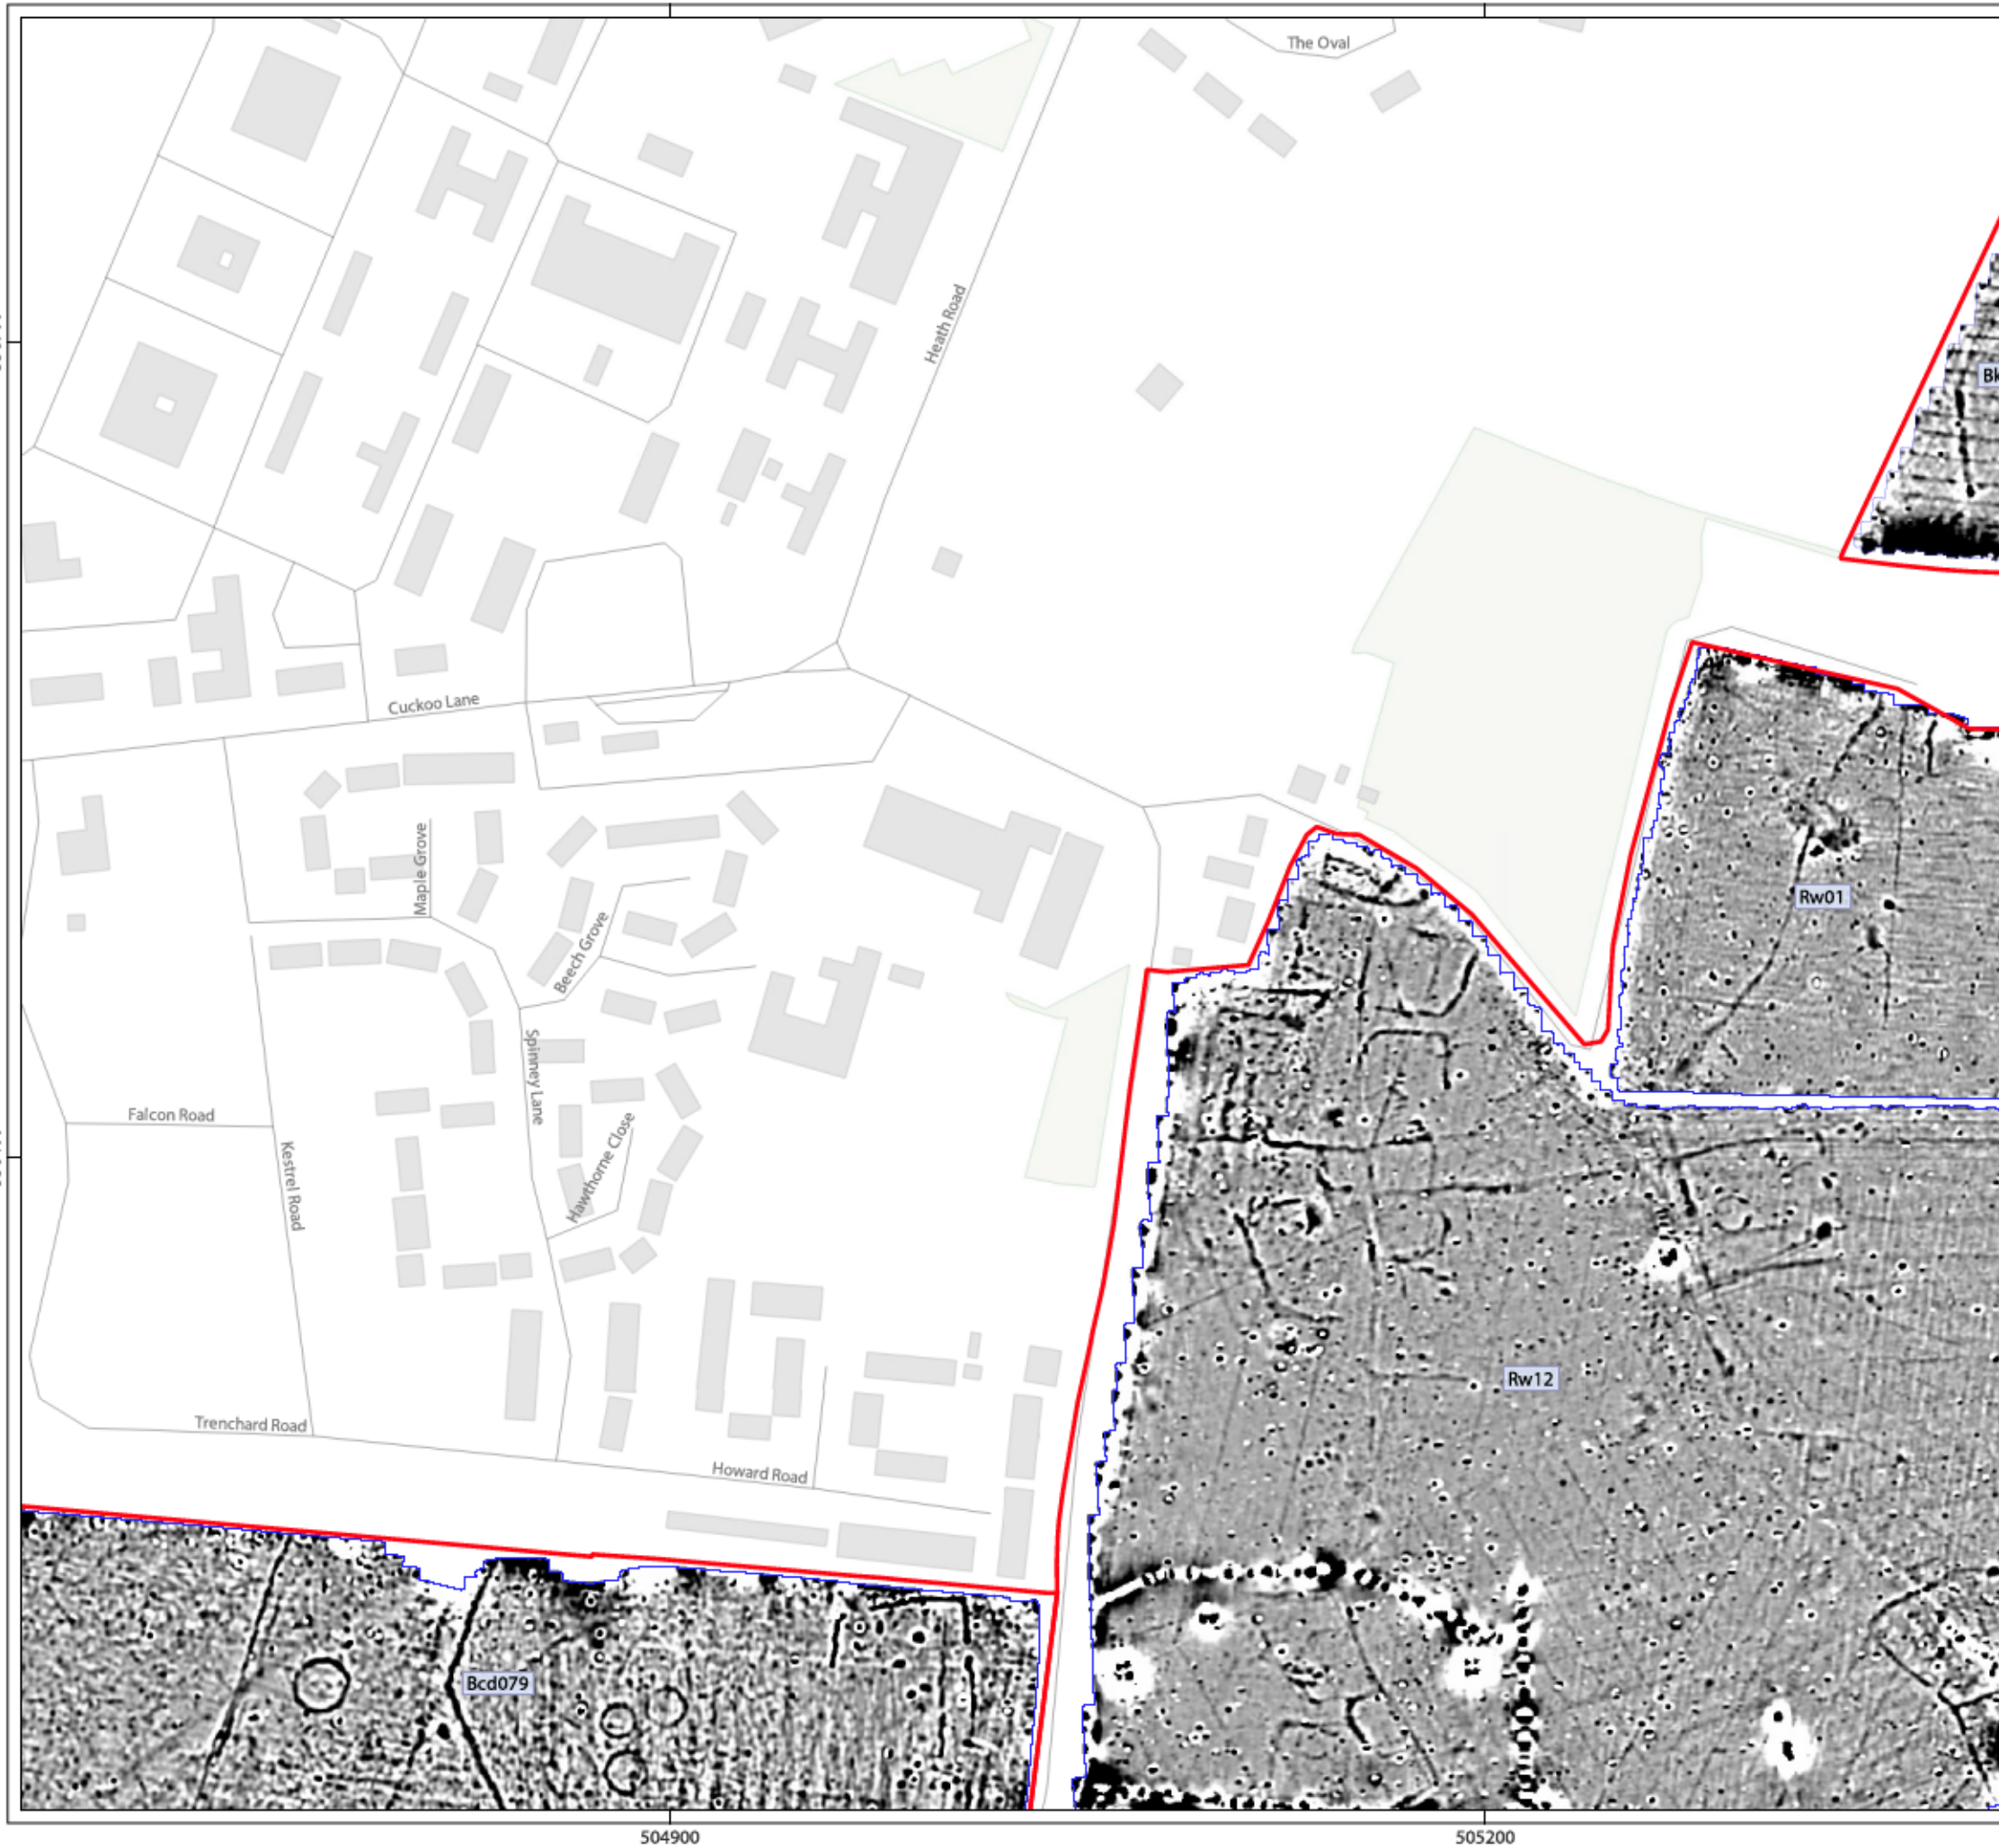 The Oval
Heath Road
Bk
Cuckoo Lane
Maple Grove
Rw01
Beech Grove
Spinney Lane
Falcon Road
Kestrel Road
Hawthorne Close
Rw12
Trenchard Road
Howard Road
Bcd079
504900
505200